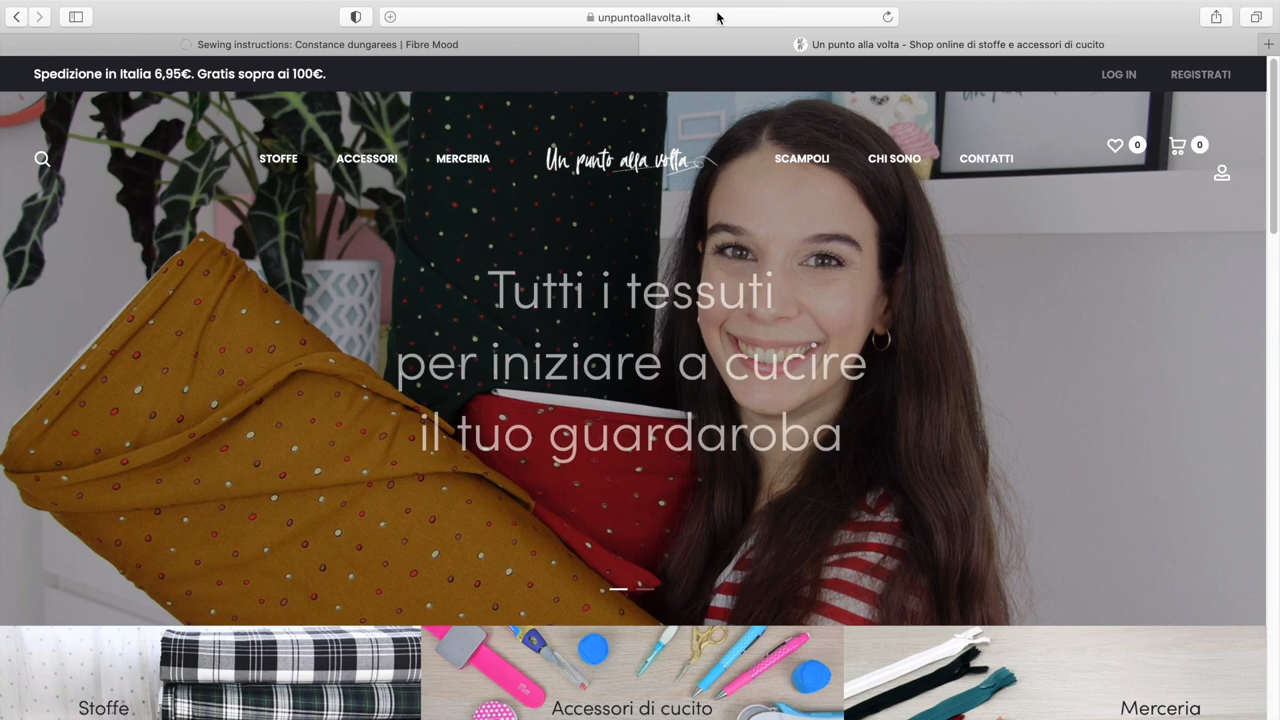 unpuntoallavolta.it
Sewing instructions: Constance dungarees | Fibre Mood
Un punto alla volta - Shop online di stoffe e accessori di cucito
Spedizione in Italia 6,95€. Gratis sopra ai 100€.
LOG IN
REGISTRATI
STOFFE
ACCESSORI
MERCERIA
Un punto alla volta
SCAMPOLI
CHI SONO
CONTATTI
0
0
Tutti i tessuti
per iniziare a cucire
il tuo guardaroba
Stoffe
Accessori di cucito
Merceria